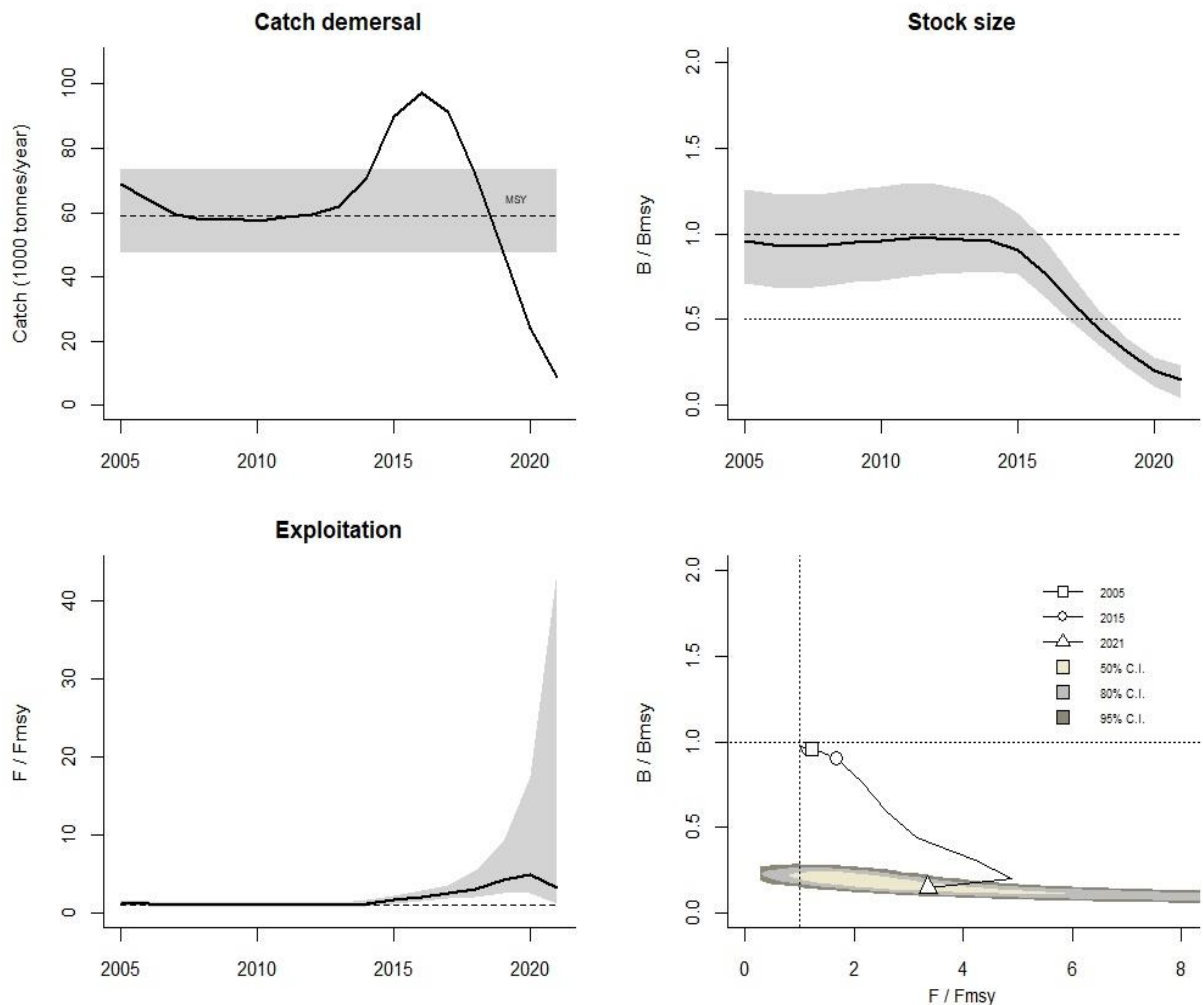 Catch demersal
Catch (1000 tonnes/year)
100
80
60
40
20
0
MSY
2005 2010 2015 2020
Stock size
B / Bmsy
2.0
1.5
1.0
0.5
0.0
2005 2010 2015 2020
Exploitation
F / Fmsy
40
30
20
10
0
2005 2010 2015 2020
B / Bmsy
2.0
1.5
1.0
0.5
0.0
2005
2015
2021
50% C.I.
80% C.I.
95% C.I.
0 2 4 6 8
F / Fmsy